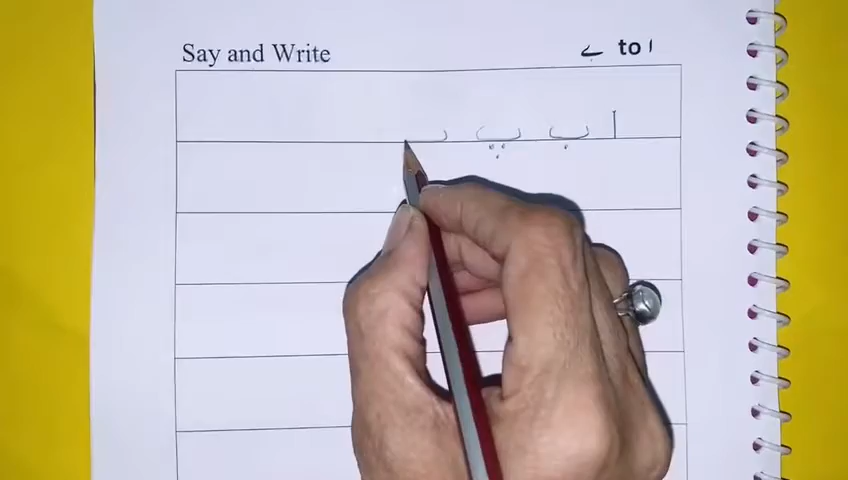 Say and Write
ے to ا
ا ب پ